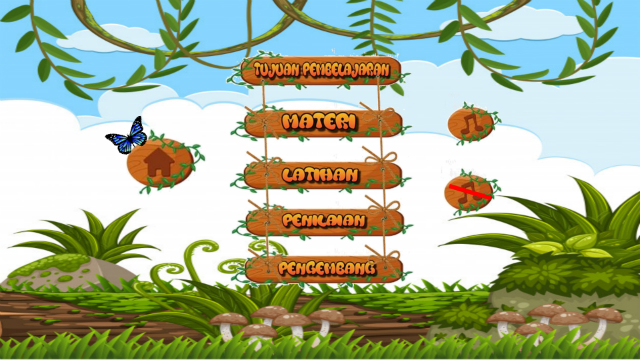 TUJUAN PEMBELAJARAN
MATERI
LATIHAN
PENILAIAN
PENGEMBANG